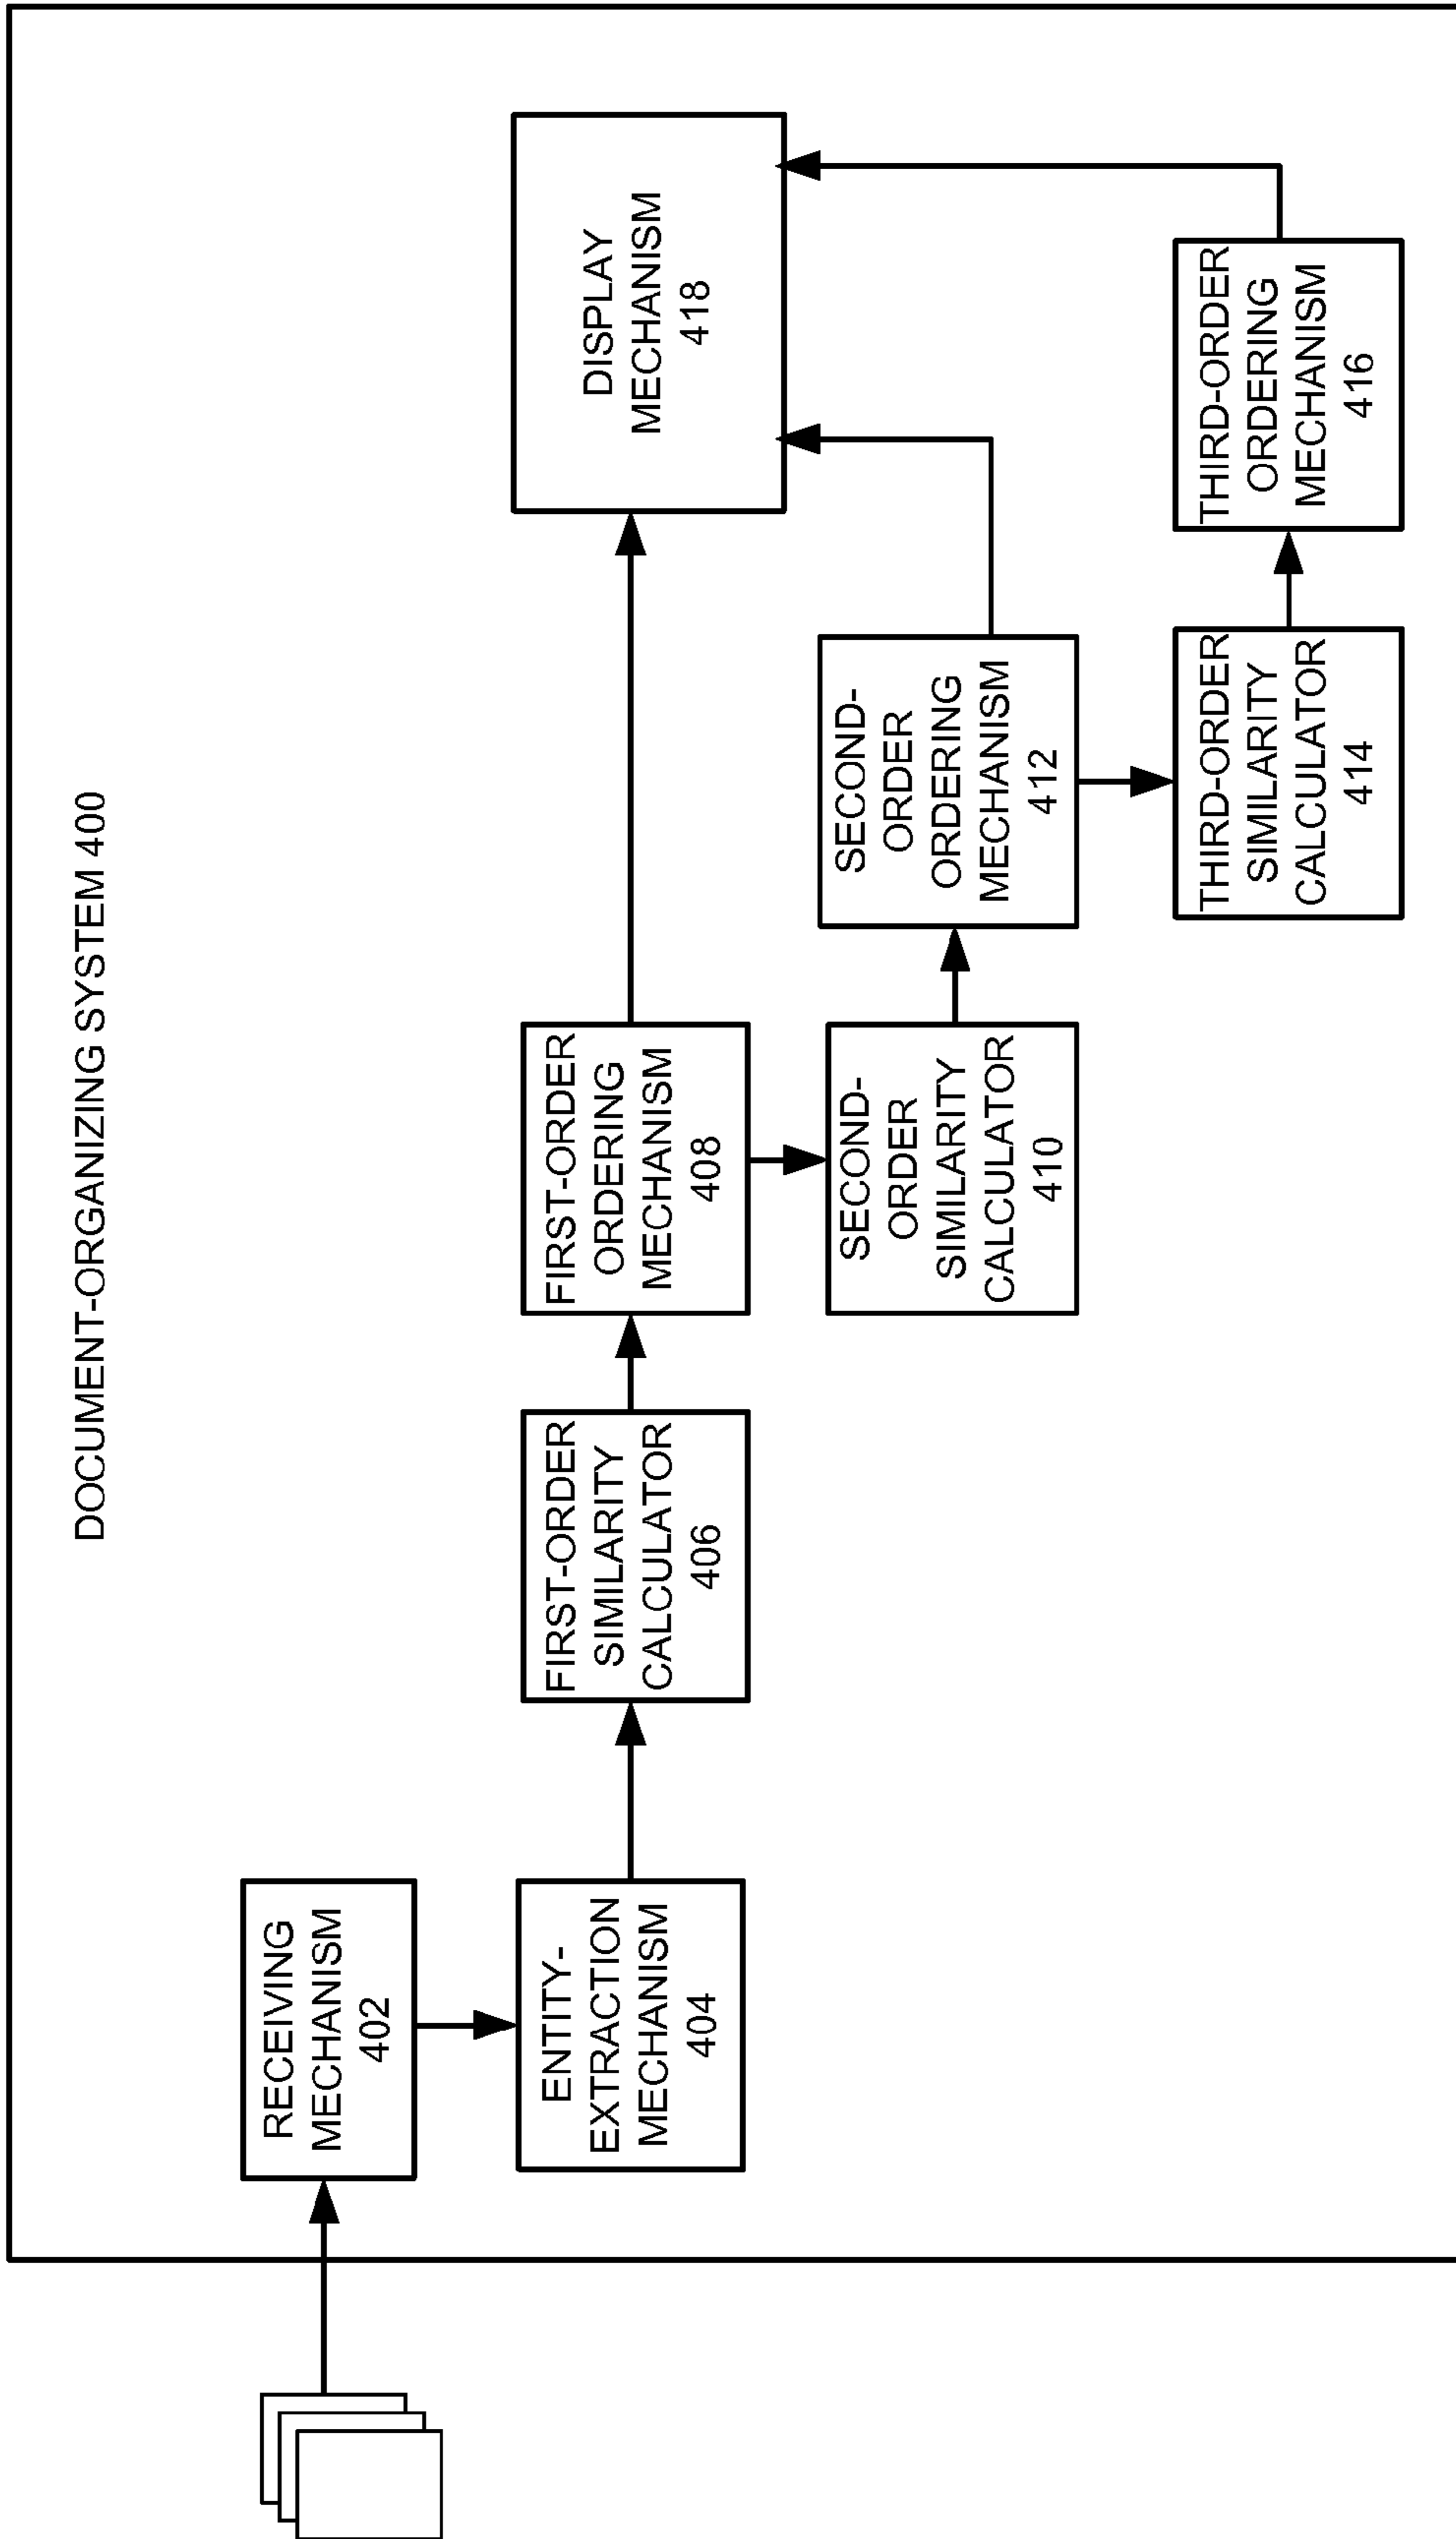 DOCUMENT-ORGANIZING SYSTEM 400
RECEIVING
MECHANISM
402
ENTITY-
EXTRACTION
MECHANISM
404
FIRST-ORDER
SIMILARITY
CALCULATOR
406
FIRST-ORDER
ORDERING
MECHANISM
408
SECOND-
ORDER
SIMILARITY
CALCULATOR
410
SECOND-
ORDER
ORDERING
MECHANISM
412
THIRD-ORDER
SIMILARITY
CALCULATOR
414
THIRD-ORDER
ORDERING
MECHANISM
416
DISPLAY
MECHANISM
418